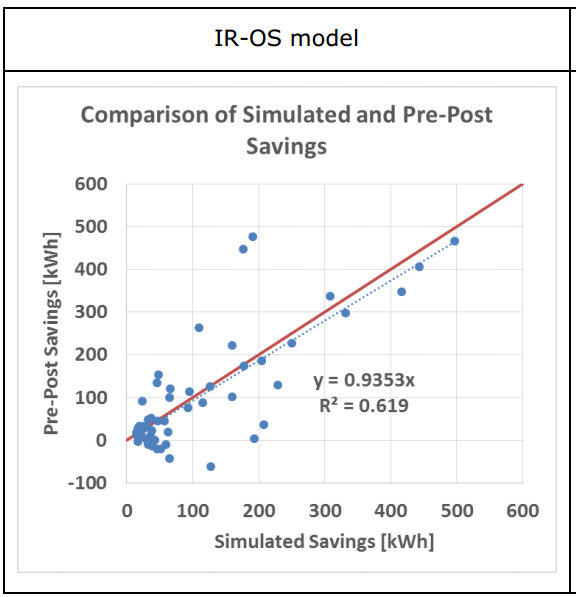 IR-OS model
Comparison of Simulated and Pre-Post
Savings
Pre-Post Savings [kWh]
600
500
400
300
200
100
0
-100
y = 0.9353x
R² = 0.619
0 100 200 300 400 500 600
Simulated Savings [kWh]